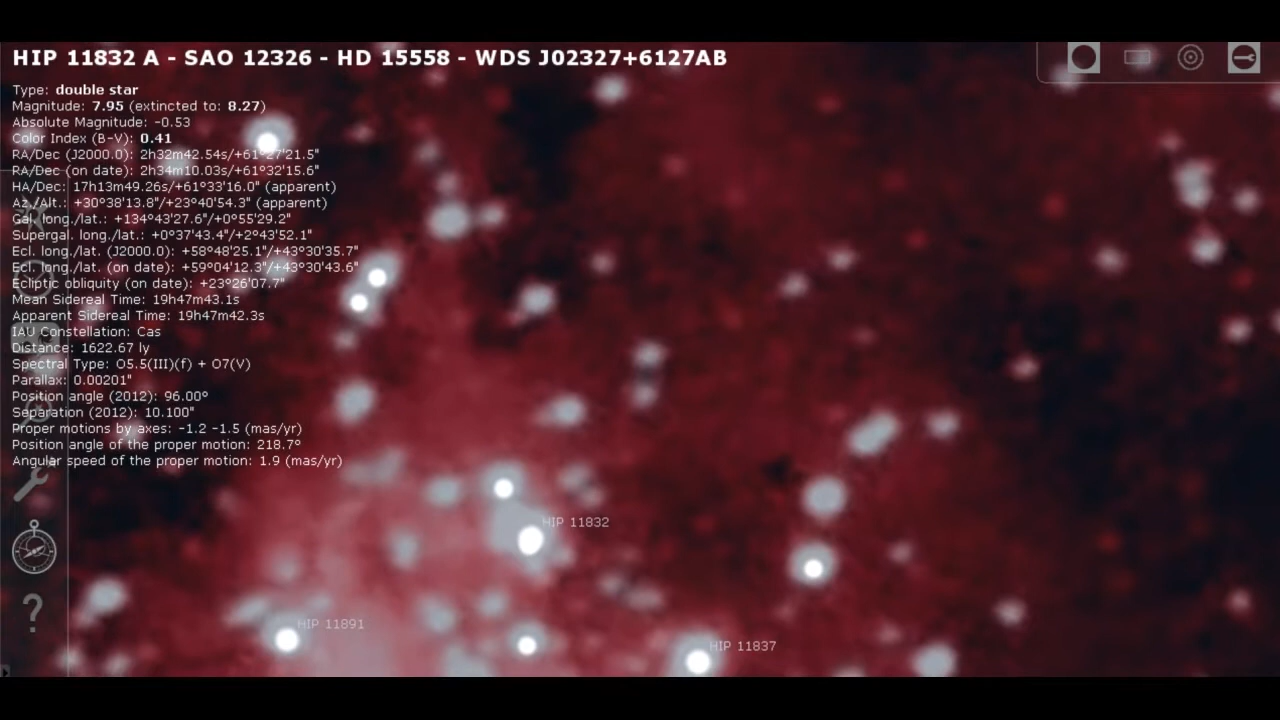 HIP 11832 A - SAO 12326 - HD 15558 - WDS J02327+6127AB
Type: double star
Magnitude: 7.95 (extincted to: 8.27)
Absolute Magnitude: -0.53
Color Index (B-V): 0.41
RA/Dec (J2000.0): 2h32m42.54s/+61°27'21.5"
RA/Dec (on date): 2h34m10.03s/+61°32'15.6"
HA/Dec: 17h13m49.26s/+61°33'16.0" (apparent)
Az./Alt.: +30°38'13.8"/+23°40'54.3" (apparent)
Gal. long./lat.: +134°43'27.6"/+0°55'29.2"
Supergal. long./lat.: +0°37'43.4"/+2°43'52.1"
Ecl. long./lat. (J2000.0): +58°48'25.1"/+43°30'35.7"
Ecl. long./lat. (on date): +59°04'12.3"/+43°30'43.6"
Ecliptic obliquity (on date): +23°26'07.7"
Mean Sidereal Time: 19h47m43.1s
Apparent Sidereal Time: 19h47m42.3s
IAU Constellation: Cas
Distance: 1622.67 ly
Spectral Type: O5.5(III)(f) + O7(V)
Parallax: 0.00201"
Position angle (2012): 96.00°
Separation (2012): 10.100"
Proper motions by axes: -1.2 -1.5 (mas/yr)
Position angle of the proper motion: 218.7°
Angular speed of the proper motion: 1.9 (mas/yr)
HIP 11832
HIP 11891
HIP 11837